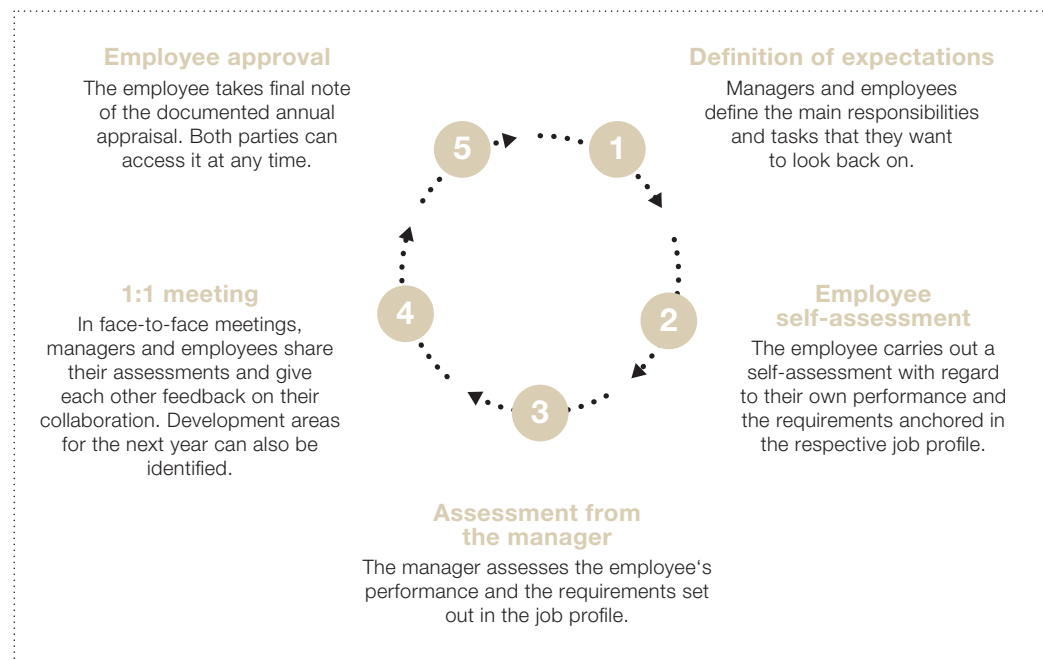 Employee approval
The employee takes final note
of the documented annual
appraisal. Both parties can
access it at any time.
Definition of expectations
Managers and employees
define the main responsibilities
and tasks that they want
to look back on.
5
1
1:1 meeting
In face-to-face meetings,
managers and employees share
their assessments and give
each other feedback on their
collaboration. Development areas
for the next year can also be
identified.
4
2
Employee
self-assessment
The employee carries out a
self-assessment with regard
to their own performance and
the requirements anchored in
the respective job profile.
3
Assessment from
the manager
The manager assesses the employee‘s
performance and the requirements set
out in the job profile.